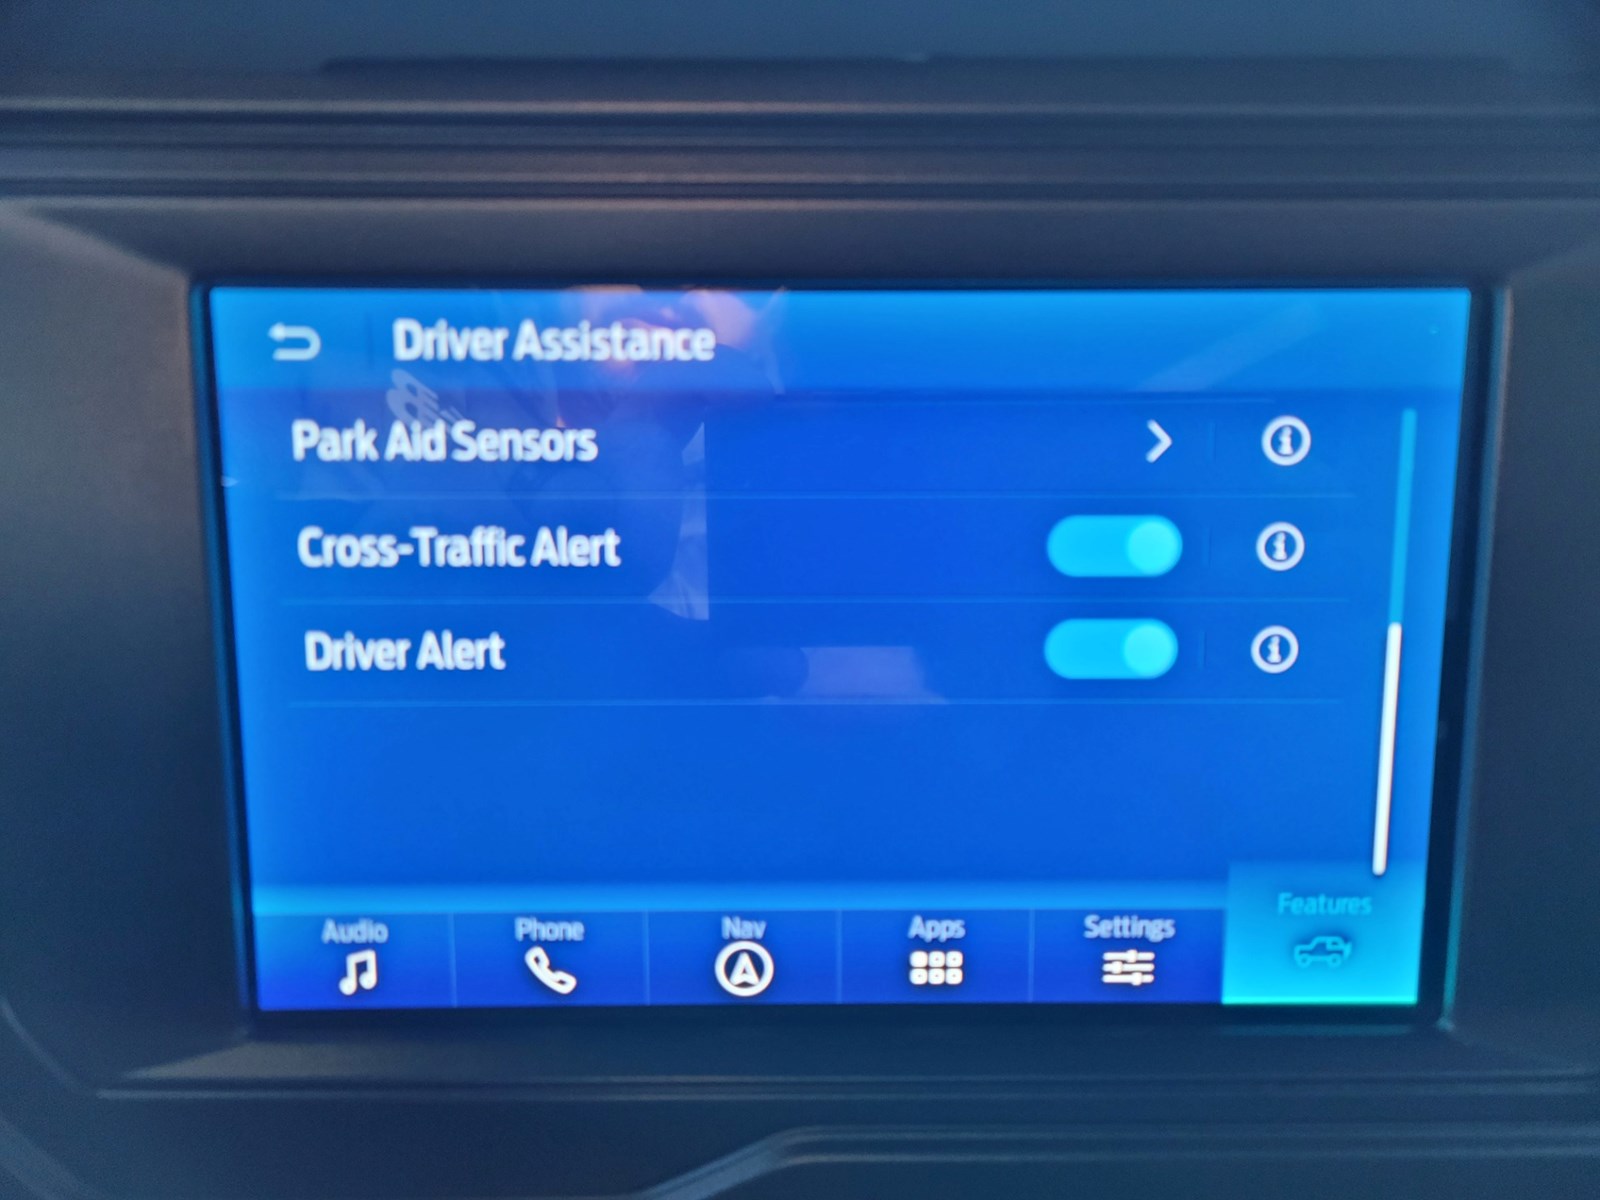 Driver Assistance
Park Aid Sensors
Cross-Traffic Alert
Driver Alert
Audio
Phone
Nav
Apps
Settings
Features